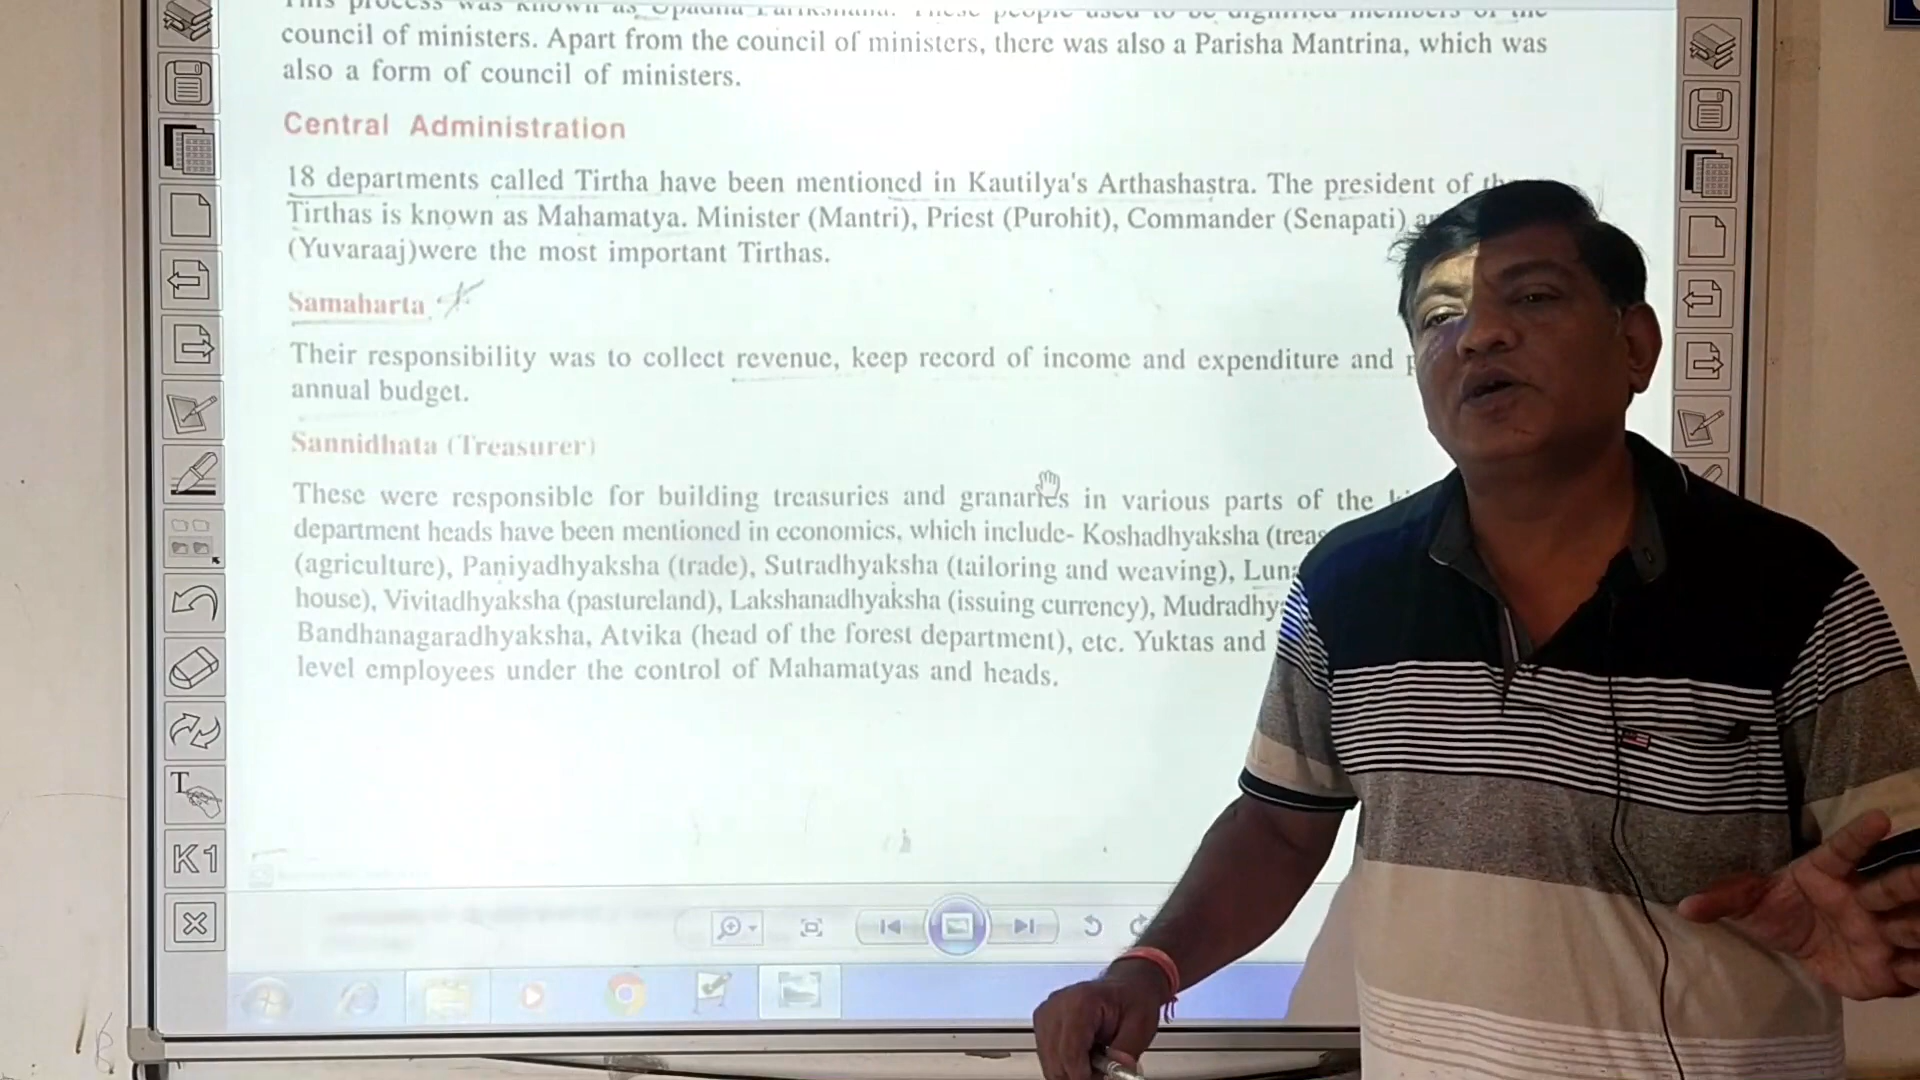 council of ministers. Apart from the council of ministers, there was also a Parisha Mantrina, which was
also a form of council of ministers.
Central Administration
18 departments called Tirtha have been mentioned in Kautilya's Arthashastra. The president of
Tirthas is known as Mahamatya. Minister (Mantri), Priest (Purohit), Commander (Senapati)
(Yuvaraaj)were the most important Tirthas.
Samaharta
Their responsibility was to collect revenue, keep record of income and expenditure and
annual budget.
Sannidhata (Treasurer)
These were responsible for building treasuries and granaries in various parts of the
department heads have been mentioned in economics, which include- Koshadhyaksha
(agriculture), Paniyadhyaksha (trade), Sutradhyaksha (tailoring and weaving),
house), Vivitadhyaksha (pastureland), Lakshanadhyaksha (issuing currency),
Bandhanagaradhyaksha, Atvika (head of the forest department), etc. Yuktas and
level employees under the control of Mahamatyas and heads.
T
K1